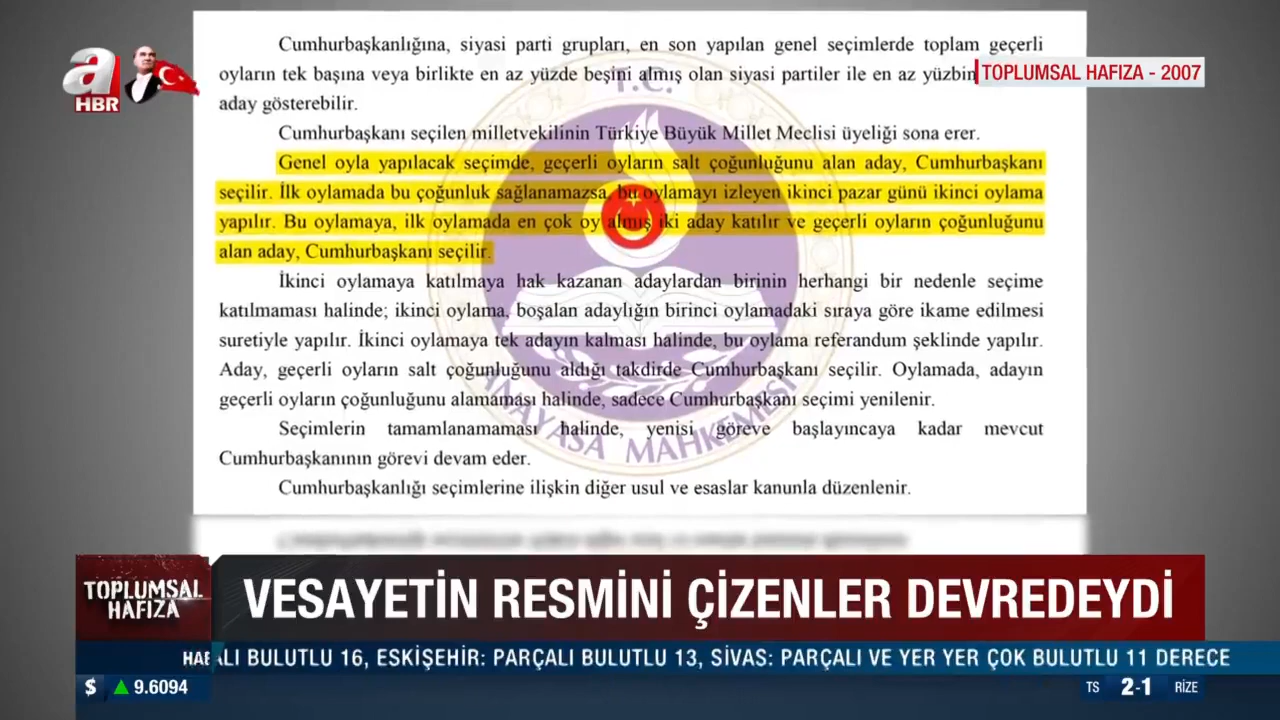 Cumhurbaşkanlığına, siyasi parti grupları, en son yapılan genel seçimlerde toplam geçerli
oyların tek başına veya birlikte en az yüzde beşini almış olan siyasi partiler ile en az yüzbin
aday gösterebilir.
Cumhurbaşkanı seçilen milletvekilinin Türkiye Büyük Millet Meclisi üyeliği sona erer.
Genel oyla yapılacak seçimde, geçerli oyların salt çoğunluğunu alan aday, Cumhurbaşkanı
seçilir. İlk oylamada bu çoğunluk sağlanamazsa, bu oylamayı izleyen ikinci pazar günü ikinci oylama
yapılır. Bu oylamaya, ilk oylamada en çok oy almış iki aday katılır ve geçerli oyların çoğunluğunu
alan aday, Cumhurbaşkanı seçilir.
İkinci oylamaya katılmaya hak kazanan adaylardan birinin herhangi bir nedenle seçime
katılmaması halinde; ikinci oylama, boşalan adaylığın birinci oylamadaki sıraya göre ikame edilmesi
suretiyle yapılır. İkinci oylamaya tek adayın kalması halinde, bu oylama referandum şeklinde yapılır.
Aday, geçerli oyların salt çoğunluğunu aldığı takdirde Cumhurbaşkanı seçilir. Oylamada, adayın
geçerli oyların çoğunluğunu alamaması halinde, sadece Cumhurbaşkanı seçimi yenilenir.
Seçimlerin tamamlanamaması halinde, yenisi göreve başlayıncaya kadar mevcut
Cumhurbaşkanının görevi devam eder.
Cumhurbaşkanlığı seçimlerine ilişkin diğer usul ve esaslar kanunla düzenlenir.
T.C.
ANAYASA MAHKEMESİ
a
HBR
TOPLUMSAL HAFIZA - 2007
TOPLUMSAL
HAFIZA
VESAYETİN RESMİNİ ÇİZENLER DEVREDEYDİ
HAB
ALI BULUTLU 16, ESKİŞEHİR: PARÇALI BULUTLU 13, SİVAS: PARÇALI VE YER YER ÇOK BULUTLU 11 DERECE
$ ▲ 9.6094
TS 2-1 RİZE